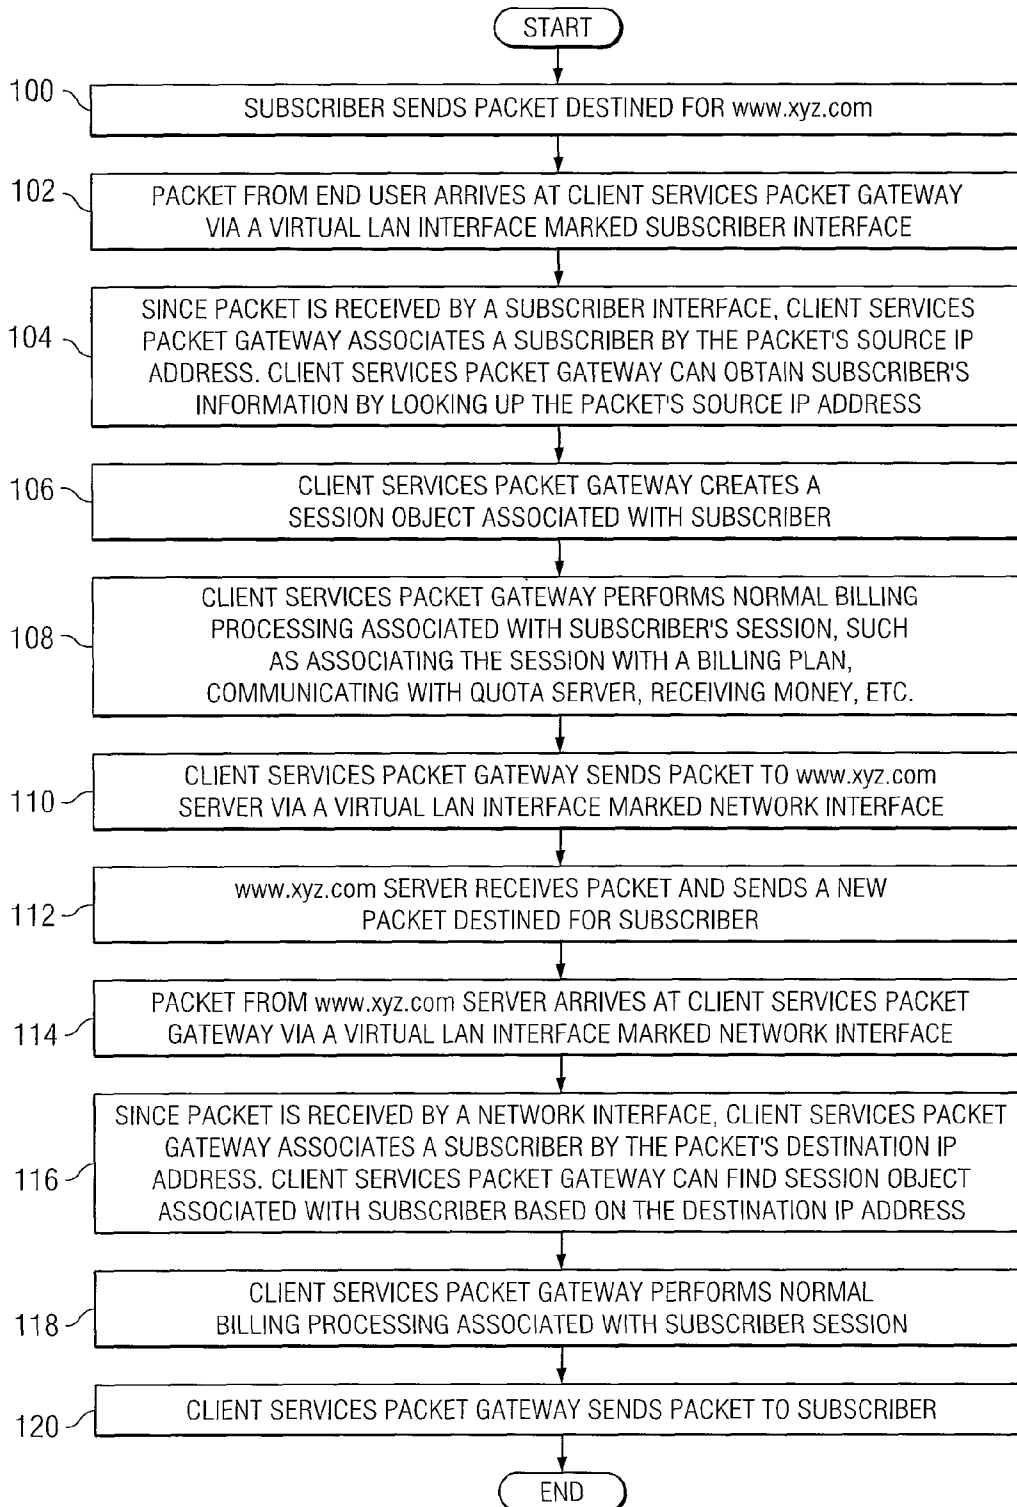 START
100
SUBSCRIBER SENDS PACKET DESTINED FOR www.xyz.com
102
PACKET FROM END USER ARRIVES AT CLIENT SERVICES PACKET GATEWAY
VIA A VIRTUAL LAN INTERFACE MARKED SUBSCRIBER INTERFACE
104
SINCE PACKET IS RECEIVED BY A SUBSCRIBER INTERFACE, CLIENT SERVICES
PACKET GATEWAY ASSOCIATES A SUBSCRIBER BY THE PACKET'S SOURCE IP
ADDRESS. CLIENT SERVICES PACKET GATEWAY CAN OBTAIN SUBSCRIBER'S
INFORMATION BY LOOKING UP THE PACKET'S SOURCE IP ADDRESS
106
CLIENT SERVICES PACKET GATEWAY CREATES A
SESSION OBJECT ASSOCIATED WITH SUBSCRIBER
108
CLIENT SERVICES PACKET GATEWAY PERFORMS NORMAL BILLING
PROCESSING ASSOCIATED WITH SUBSCRIBER'S SESSION, SUCH
AS ASSOCIATING THE SESSION WITH A BILLING PLAN,
COMMUNICATING WITH QUOTA SERVER, RECEIVING MONEY, ETC.
110
CLIENT SERVICES PACKET GATEWAY SENDS PACKET TO www.xyz.com
SERVER VIA A VIRTUAL LAN INTERFACE MARKED NETWORK INTERFACE
112
www.xyz.com SERVER RECEIVES PACKET AND SENDS A NEW
PACKET DESTINED FOR SUBSCRIBER
114
PACKET FROM www.xyz.com SERVER ARRIVES AT CLIENT SERVICES PACKET
GATEWAY VIA A VIRTUAL LAN INTERFACE MARKED NETWORK INTERFACE
116
SINCE PACKET IS RECEIVED BY A NETWORK INTERFACE, CLIENT SERVICES PACKET
GATEWAY ASSOCIATES A SUBSCRIBER BY THE PACKET'S DESTINATION IP
ADDRESS. CLIENT SERVICES PACKET GATEWAY CAN FIND SESSION OBJECT
ASSOCIATED WITH SUBSCRIBER BASED ON THE DESTINATION IP ADDRESS
118
CLIENT SERVICES PACKET GATEWAY PERFORMS NORMAL
BILLING PROCESSING ASSOCIATED WITH SUBSCRIBER SESSION
120
CLIENT SERVICES PACKET GATEWAY SENDS PACKET TO SUBSCRIBER
END